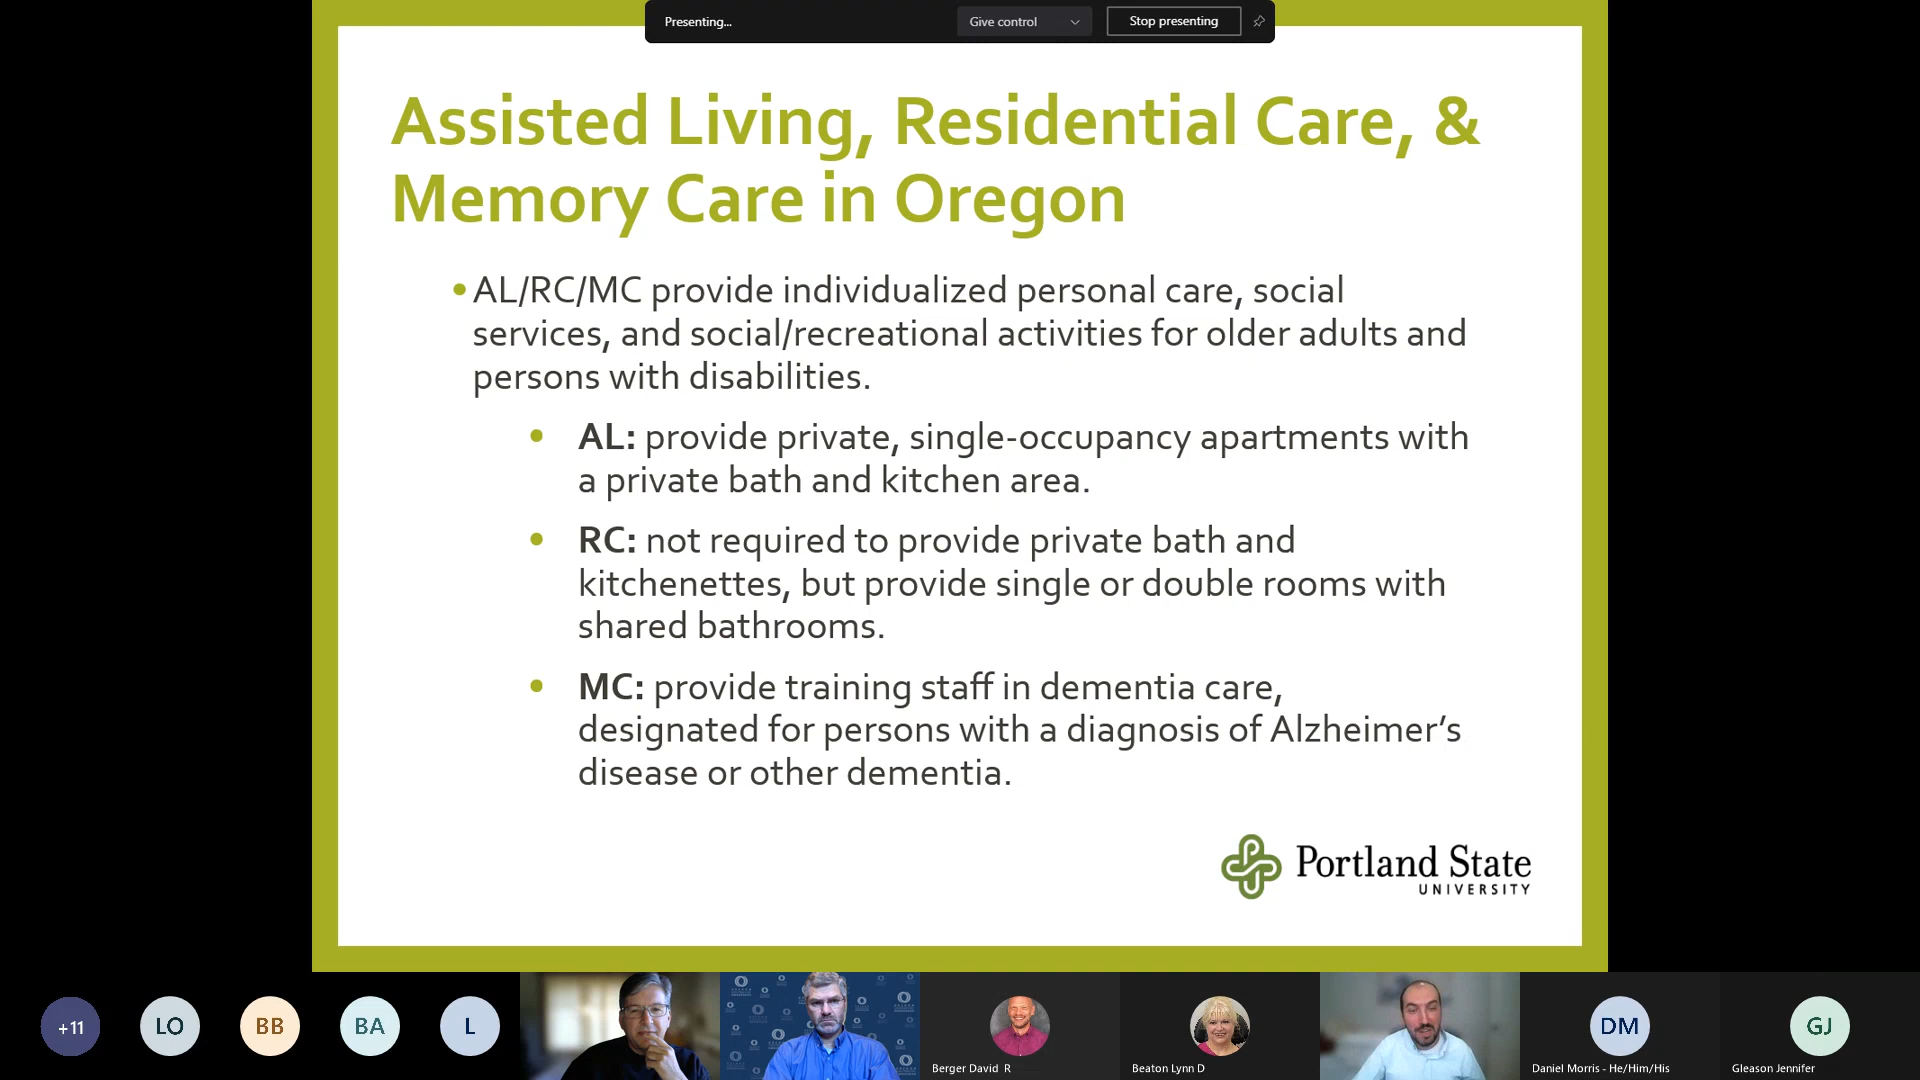 Presenting...
Give control
Stop presenting
Assisted Living, Residential Care, &
Memory Care in Oregon
•AL/RC/MC provide individualized personal care, social
services, and social/recreational activities for older adults and
persons with disabilities.
• AL: provide private, single-occupancy apartments with
a private bath and kitchen area.
• RC: not required to provide private bath and
kitchenettes, but provide single or double rooms with
shared bathrooms.
• MC: provide training staff in dementia care,
designated for persons with a diagnosis of Alzheimer’s
disease or other dementia.
Portland State
UNIVERSITY
+11
LO
BB
BA
L
Berger David R
Beaton Lynn D
DM
Daniel Morris - He/Him/His
GJ
Gleason Jennifer